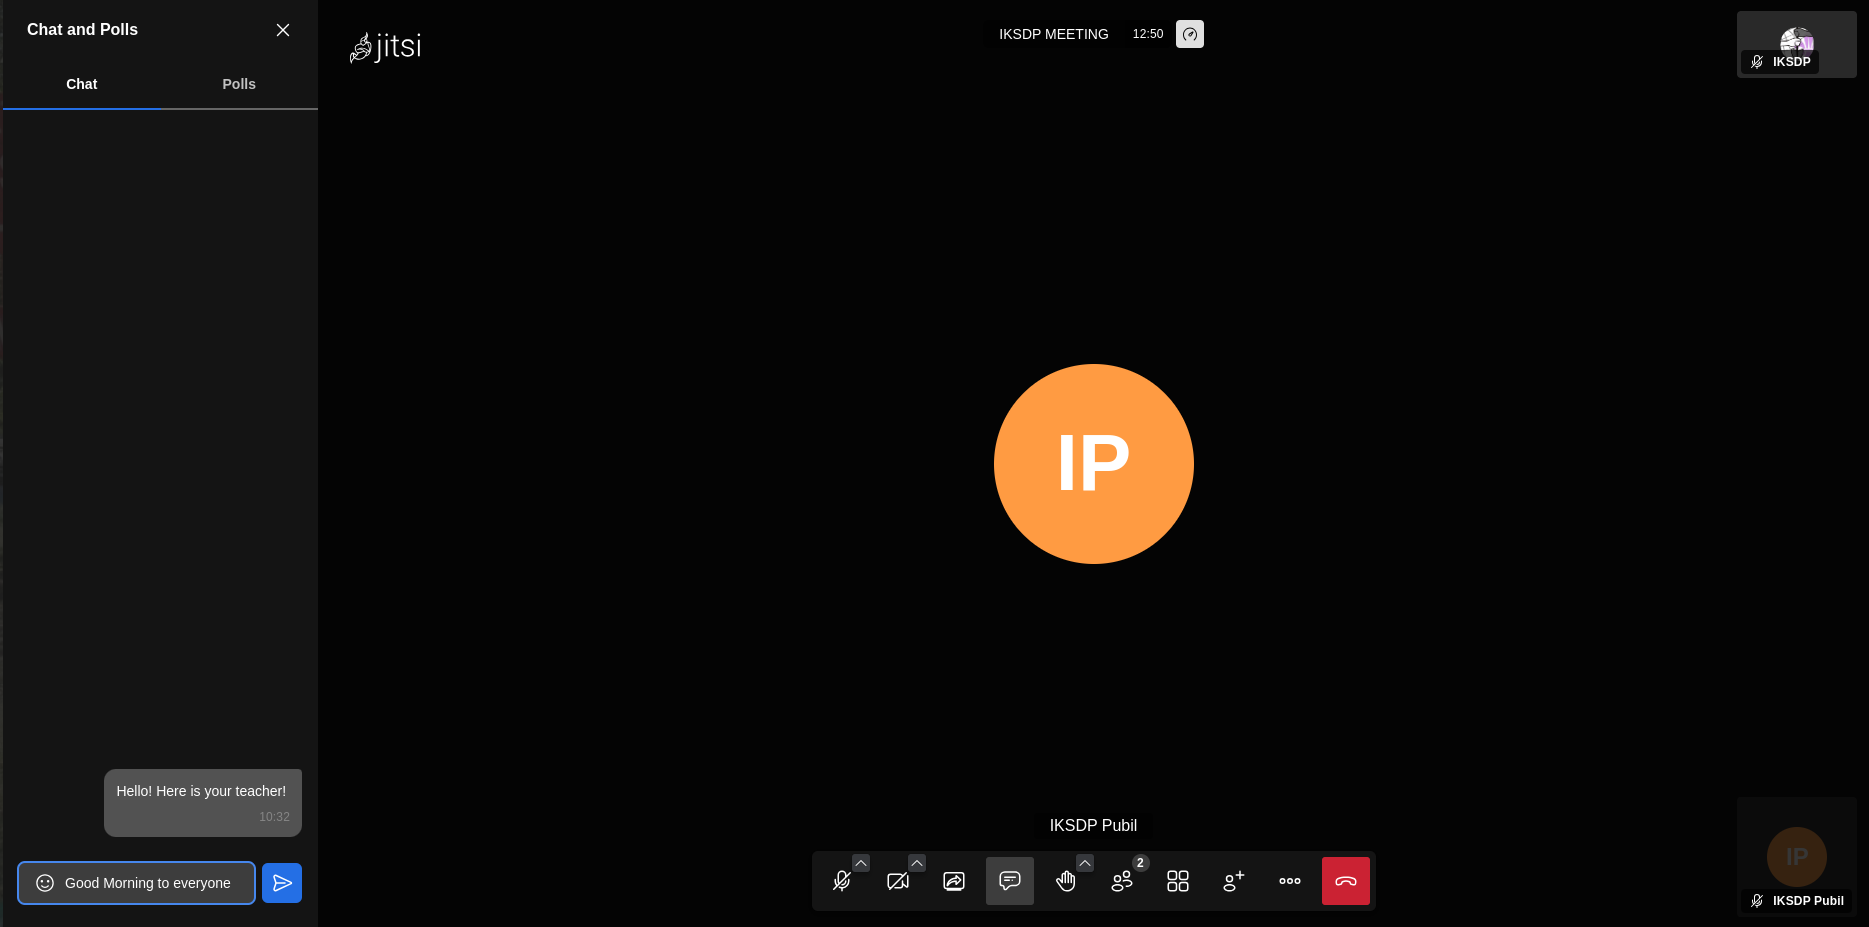 Chat and Polls
Chat
Polls
Hello! Here is your teacher!
10:32
Good Morning to everyone
jitsi
IKSDP MEETING
12:50
IKSDP
IP
IKSDP Pubil
2
IP
IKSDP Pubil